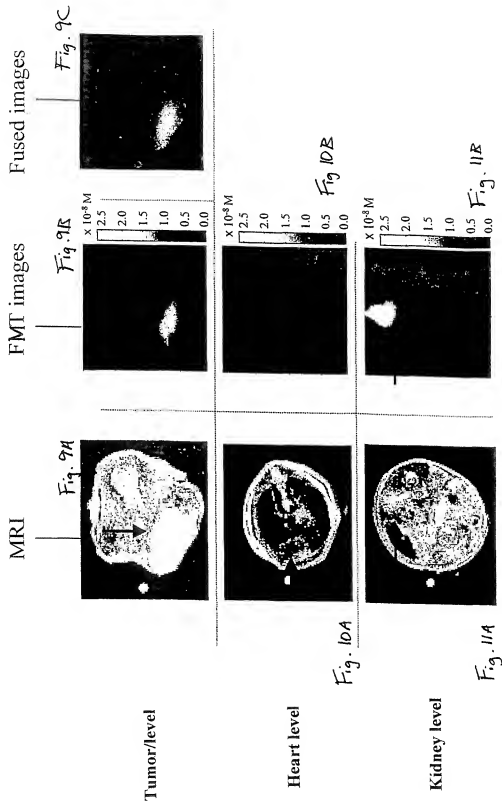 MRI
FMT images
Fused images
Tumor/level
Fig. 9A
Fig. 9B
x 10-8 M
2.5
2.0
1.5
1.0
0.5
0.0
Fig. 9C
Heart level
Fig. 10A
Fig 10B
x 10-8 M
2.5
2.0
1.5
1.0
0.5
0.0
Kidney level
Fig. 11A
Fig. 11B
x 10-8 M
2.5
2.0
1.5
1.0
0.5
0.0